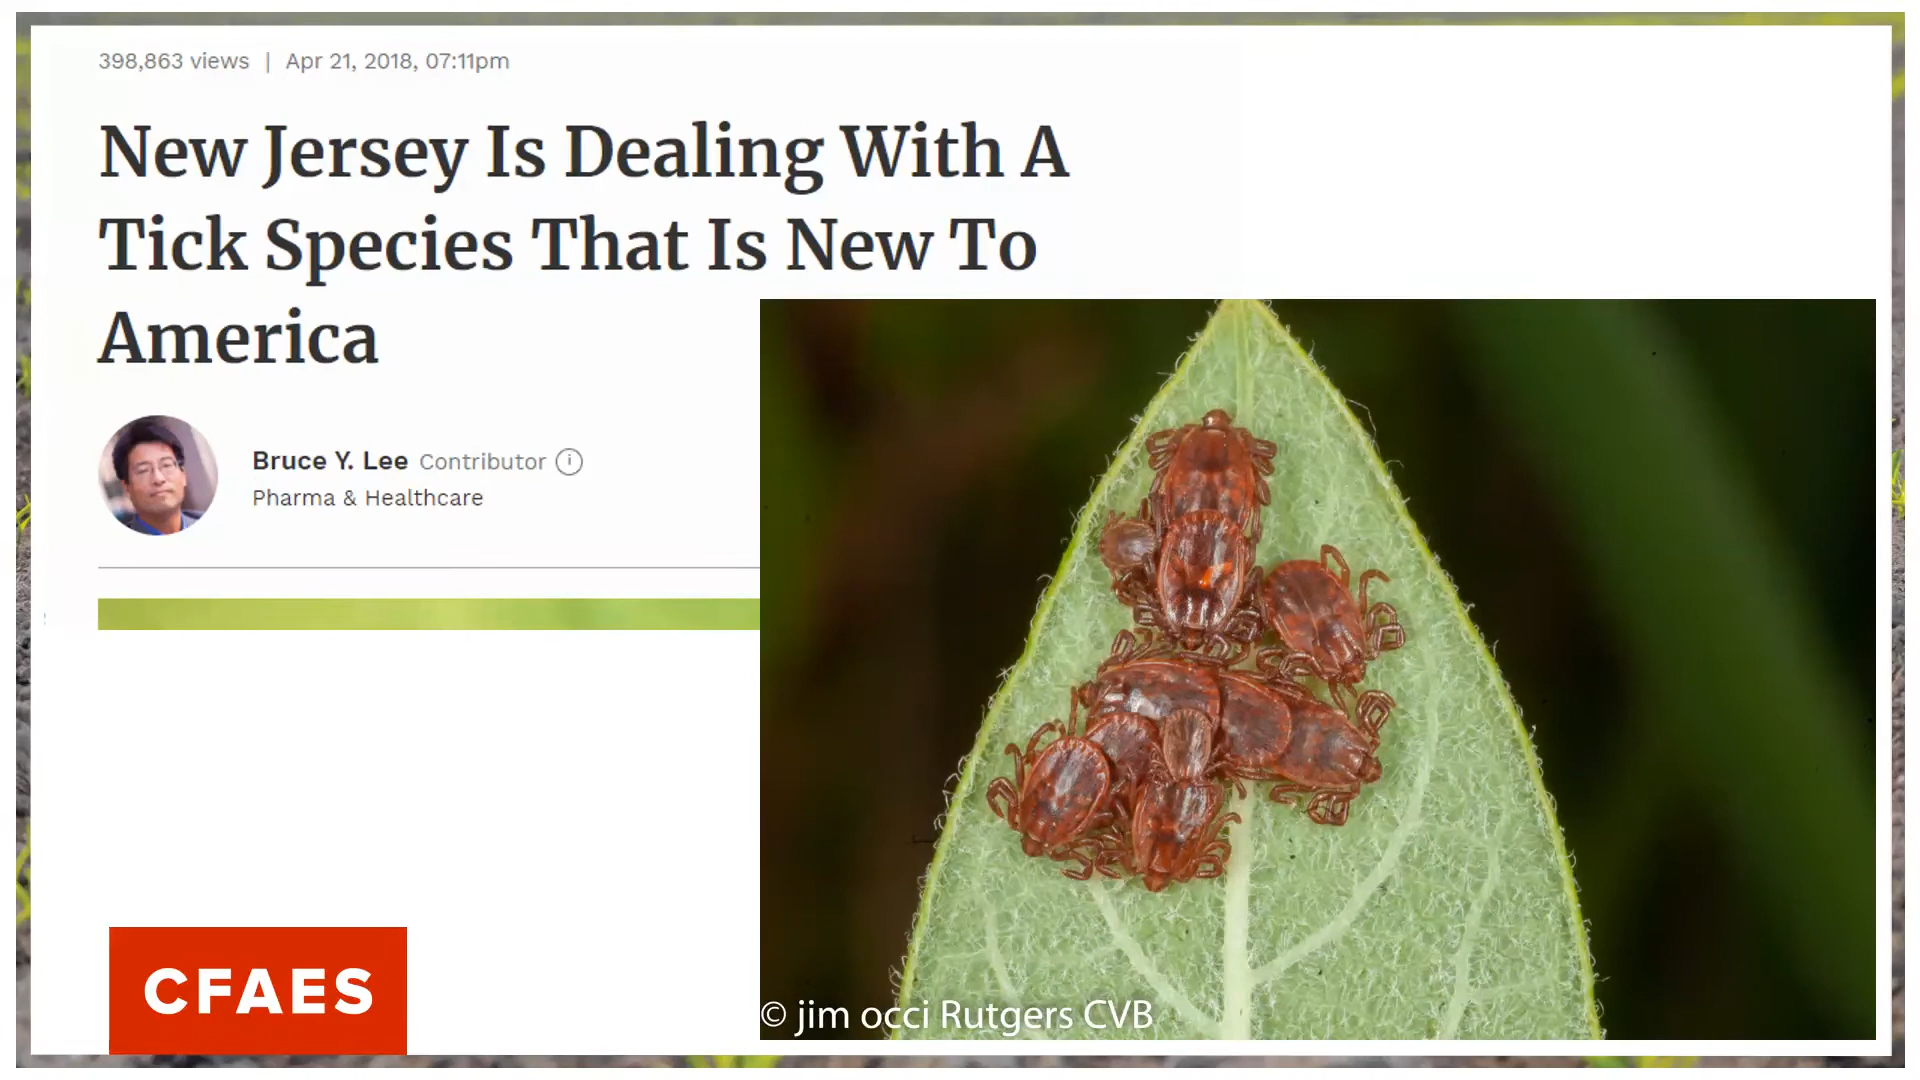 398,863 views | Apr 21, 2018, 07:11pm
New Jersey Is Dealing With A
Tick Species That Is New To
America
Bruce Y. Lee Contributor i
Pharma & Healthcare
© jim occi Rutgers CVB
CFAES